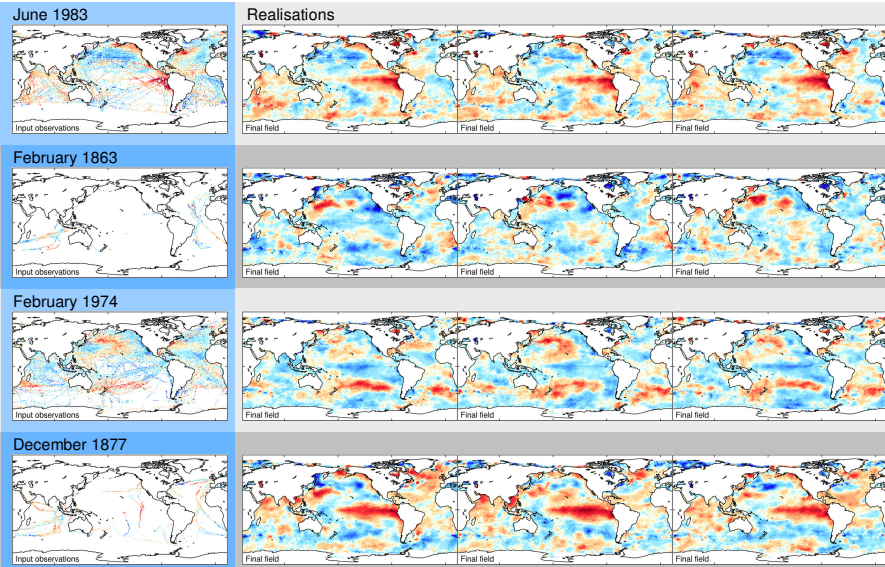 June 1983
Realisations
Input observations
Final field
Final field
Final field
February 1863
Input observations
Final field
Final field
Final field
February 1974
Input observations
Final field
Final field
Final field
December 1877
Input observations
Final field
Final field
Final field